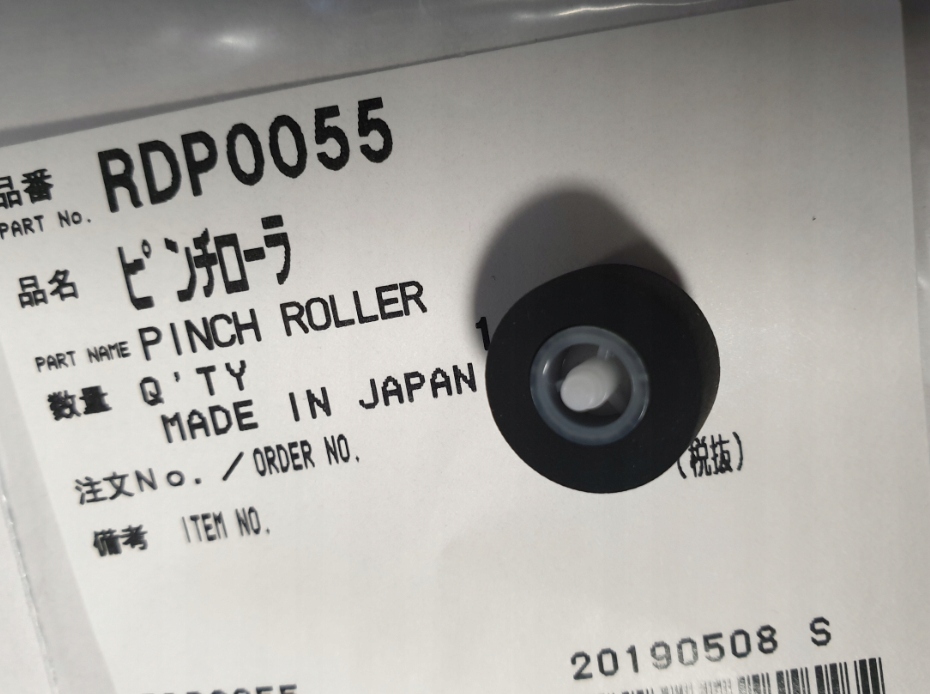 品番 RDP0055
PART No.
品名 ピンチローラ
PART NAME PINCH ROLLER
数量 Q'TY 1
MADE IN JAPAN
注文No. / ORDER NO.
(税抜)
備考 ITEM NO.
20190508 S
RDP0055